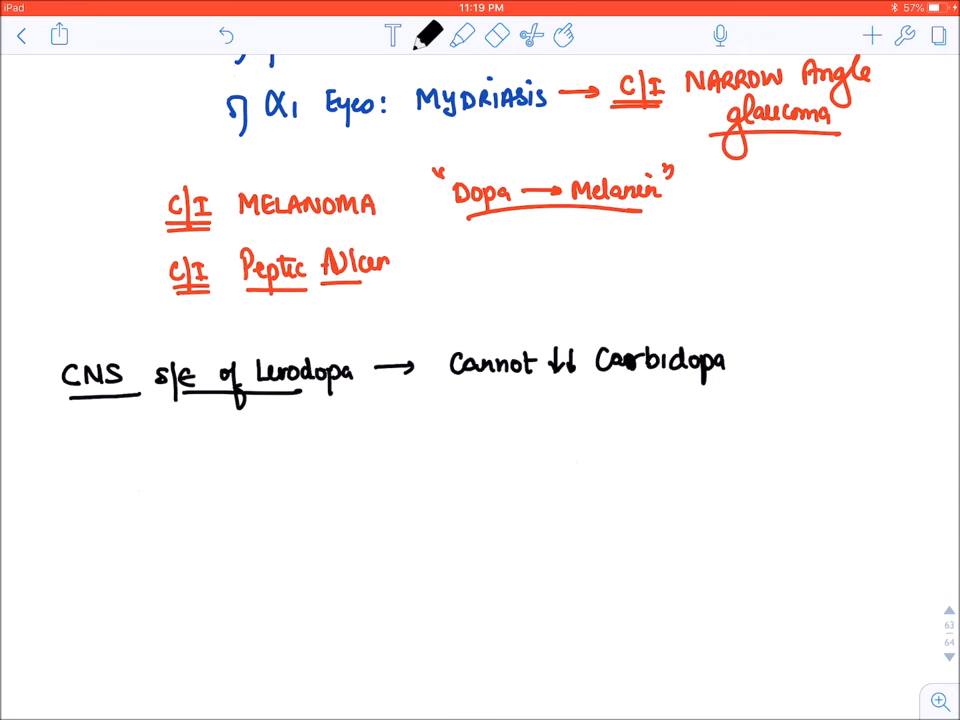 iPad 11:19 PM 57%
T
5) α1 Eyes: MYDRIASIS → C/I NARROW Angle
glaucoma
C/I MELANOMA "Dopa → Melanin"
C/I Peptic Ulcer
CNS s/e of Levodopa → Cannot ↓↓ Carbidopa
63
64